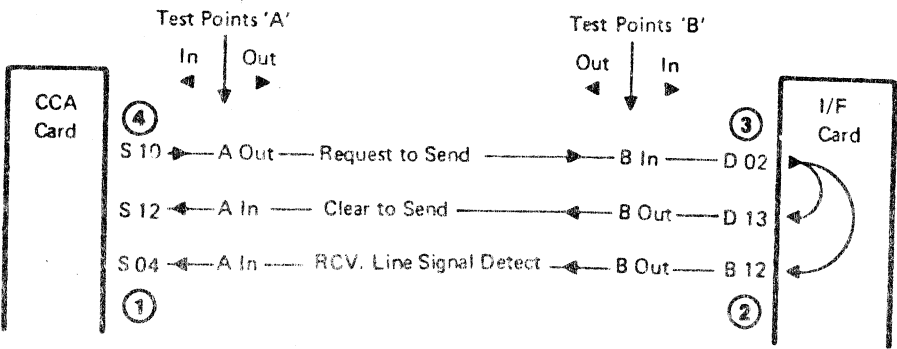 Test Points 'A'
Test Points 'B'
In Out
Out In
CCA
Card
I/F
Card
4
3
S 10 A Out Request to Send B In D 02
S 12 A In Clear to Send B Out D 13
S 04 A In RCV. Line Signal Detect B Out B 12
1
2